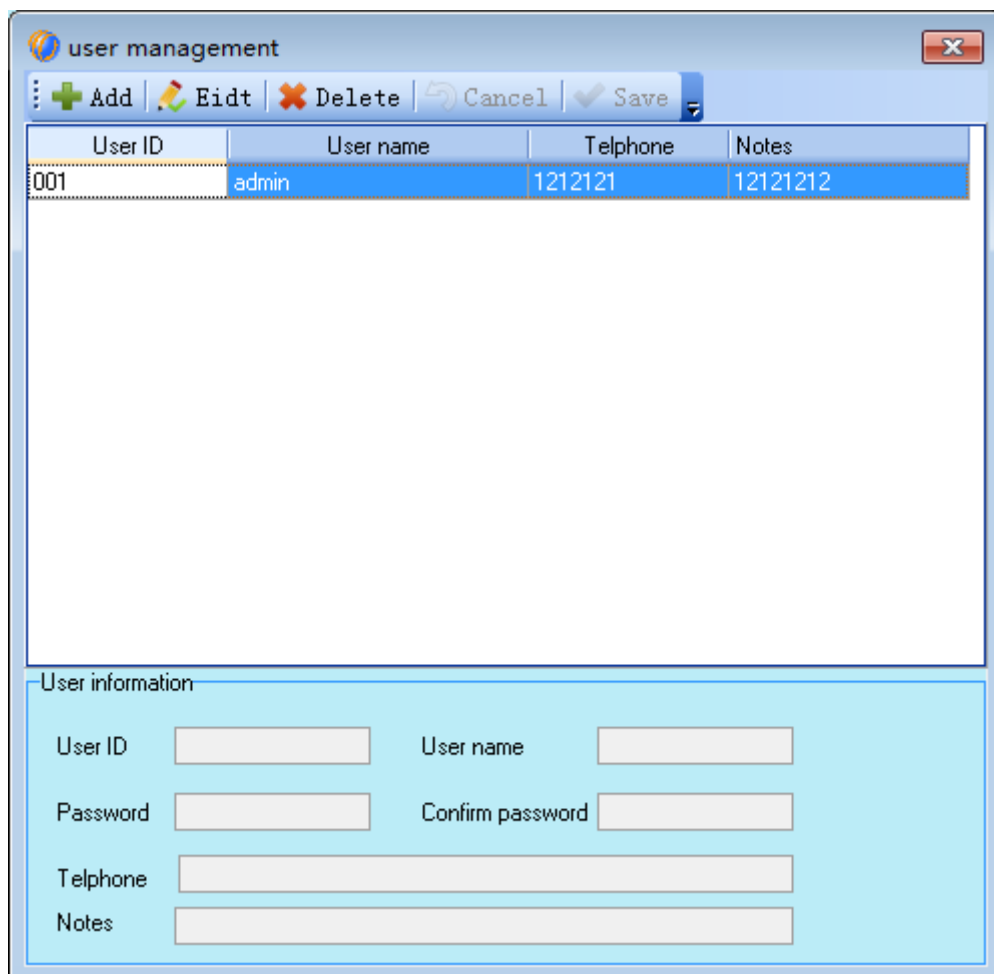 user management
Add Eidt Delete Cancel Save
User ID User name Telphone Notes
001 admin 1212121 12121212
User information
User ID User name
Password Confirm password
Telphone
Notes